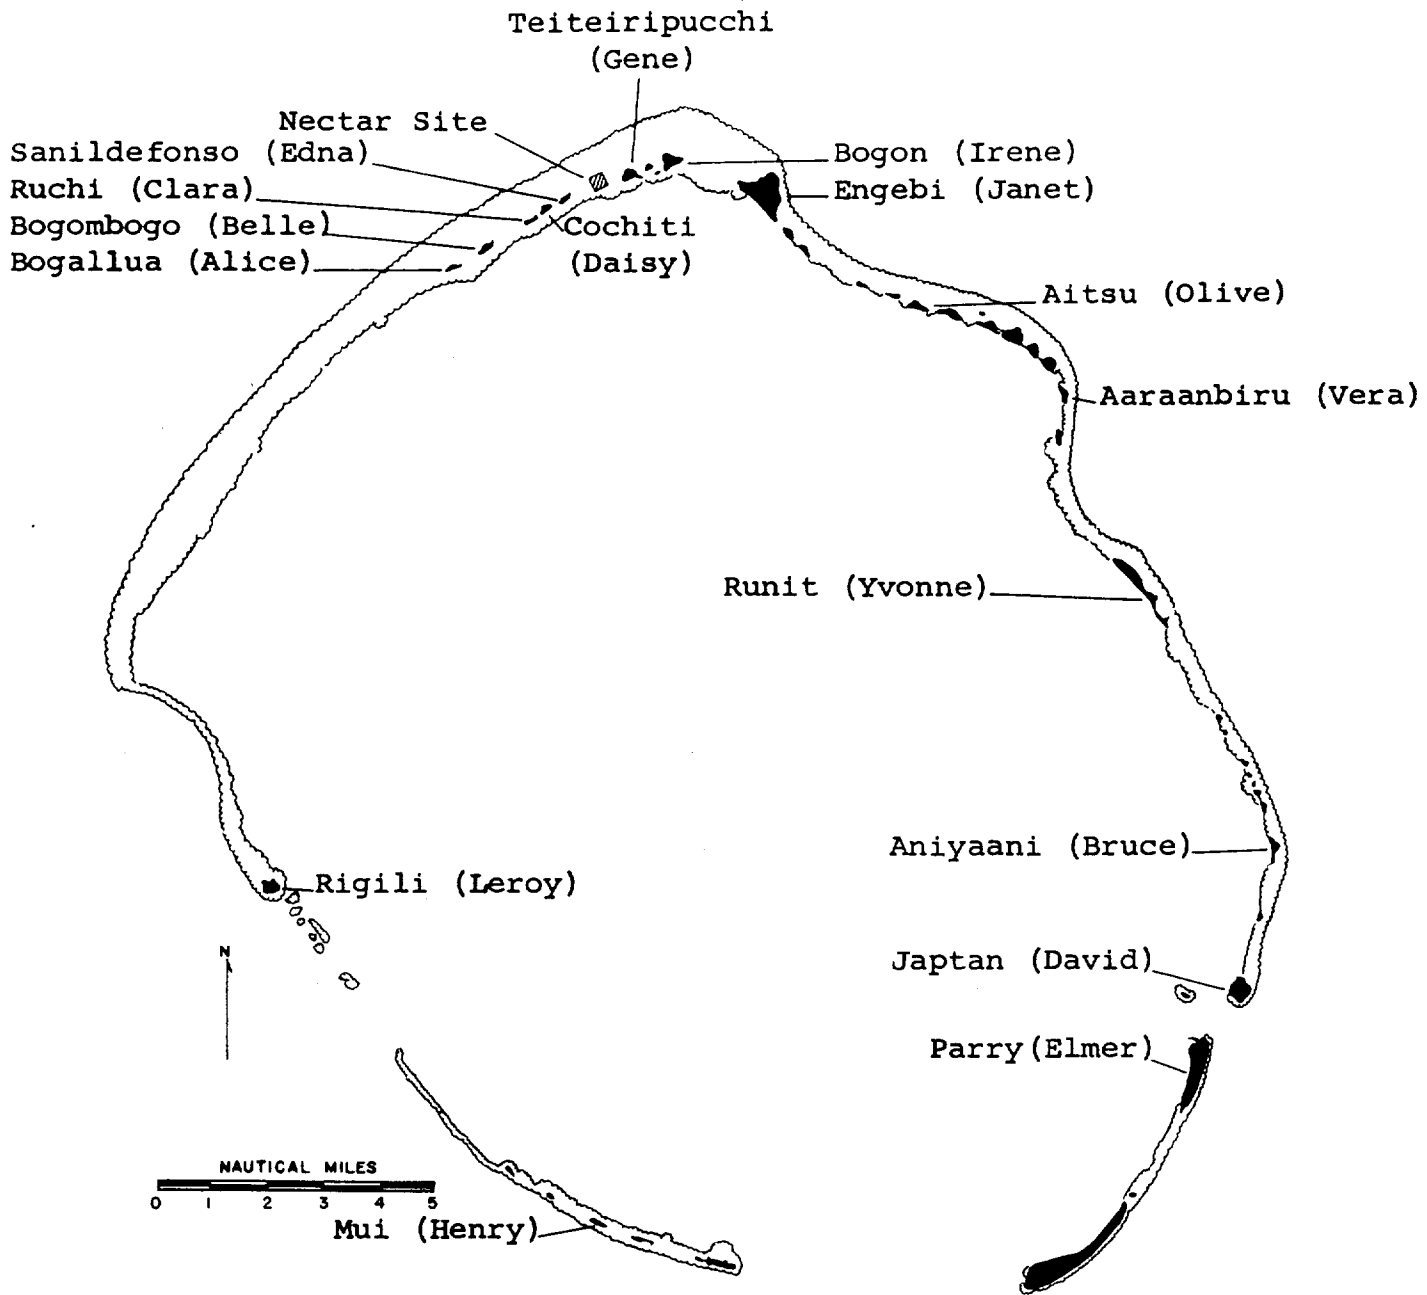 Teiteiripucchi
(Gene)
Nectar Site
Sanildefonso (Edna)
Ruchi (Clara)
Bogombogo (Belle)
Bogallua (Alice)
Cochiti
(Daisy)
Bogon (Irene)
Engebi (Janet)
Aitsu (Olive)
Aaraanbiru (Vera)
Runit (Yvonne)
Aniyaani (Bruce)
Rigili (Leroy)
N
Japtan (David)
Parry (Elmer)
NAUTICAL MILES
0 1 2 3 4 5
Mui (Henry)